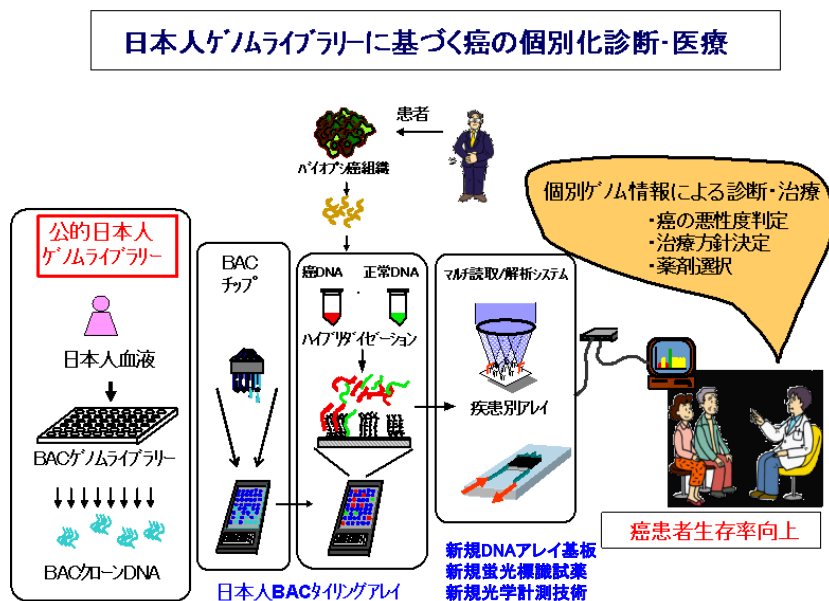 日本人ｹﾞﾉﾑﾗｲﾌﾞﾗﾘｰに基づく癌の個別化診断･医療
患者
ﾊﾞｲｵﾌﾟｼ癌組織
個別ｹﾞﾉﾑ情報による診断･治療
・癌の悪性度判定
・治療方針決定
・薬剤選択
公的日本人
ｹﾞﾉﾑﾗｲﾌﾞﾗﾘｰ
日本人血液
BACｹﾞﾉﾑﾗｲﾌﾞﾗﾘｰ
BACｸﾛｰﾝDNA
BAC
ﾁｯﾌﾟ
癌DNA
正常DNA
ﾊｲﾌﾞﾘﾀﾞｲｾﾞｰｼｮﾝ
日本人BACﾀｲﾘﾝｸﾞｱﾚｲ
ﾏﾙﾁ読取/解析ｼｽﾃﾑ
疾患別ｱﾚｲ
新規DNAアレイ基板
新規蛍光標識試薬
新規光学計測技術
癌患者生存率向上